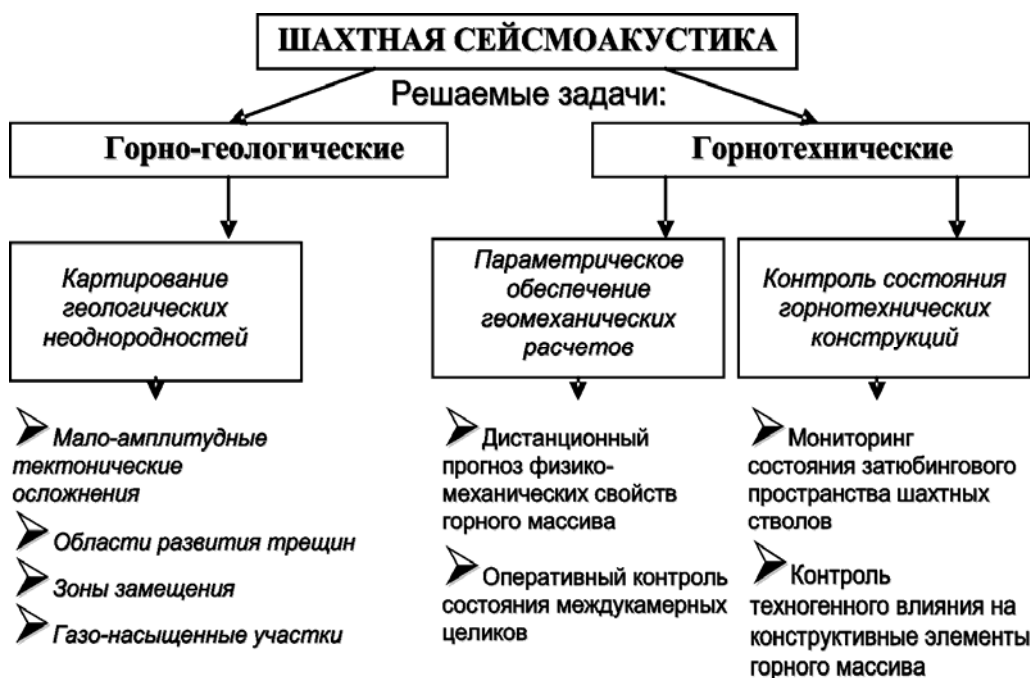 ШАХТНАЯ СЕЙСМОАКУСТИКА
Решаемые задачи:
Горно-геологические
Горнотехнические
Картирование
геологических
неоднородностей
Параметрическое
обеспечение
геомеханических
расчетов
Контроль состояния
горнотехнических
конструкций
Мало-амплитудные
тектонические
осложнения
Области развития трещин
Зоны замещения
Газо-насыщенные участки
Дистанционный
прогноз физико-
механических свойств
горного массива
Оперативный контроль
состояния междукамерных
целиков
Мониторинг
состояния затюбингового
пространства шахтных
стволов
Контроль
техногенного влияния на
конструктивные элементы
горного массива